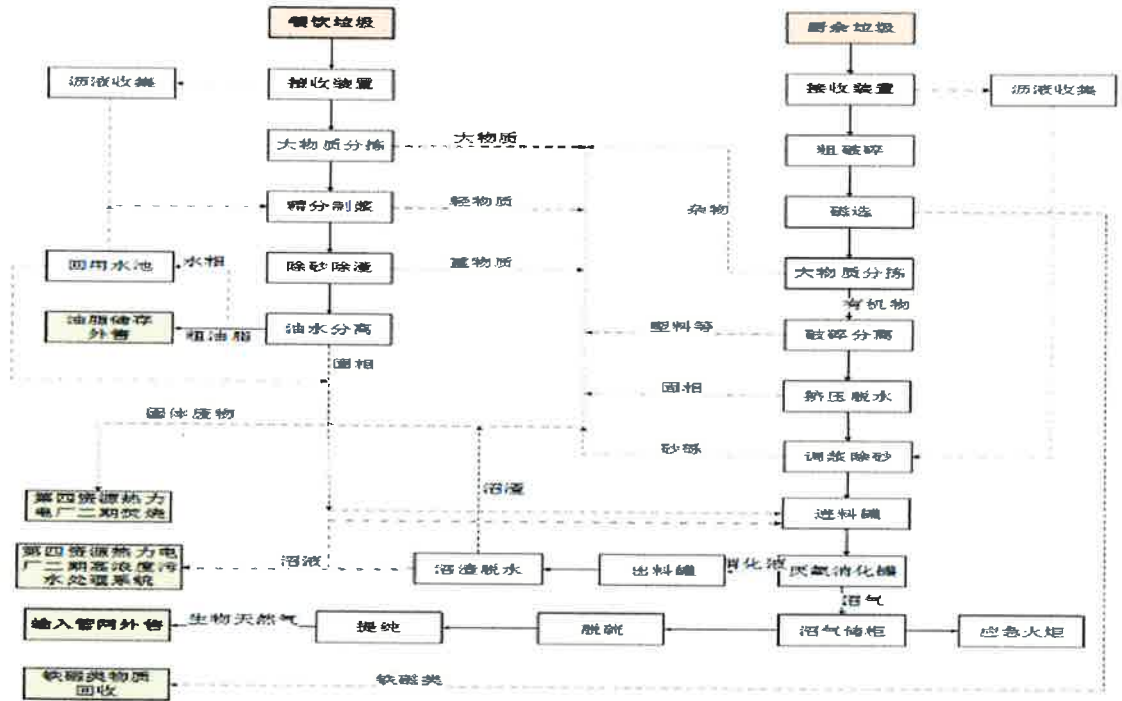 餐饮垃圾
厨余垃圾
沥液收集
接收装置
接收装置
沥液收集
大物质分拣
大物质
粗破碎
精分制浆
轻物质
杂物
磁选
回用水池
水相
除砂除渣
重物质
大物质分拣
有机物
油脂储存
外售
粗油脂
油水分离
塑料等
破碎分离
固相
固相
挤压脱水
固体废物
砂砾
调浆除砂
第四资源热力
电厂二期焚烧
沼渣
进料罐
第四资源热力电
厂二期高浓度污
水处理系统
沼液
沼渣脱水
出料罐
消化液
厌氧消化罐
沼气
输入管网外售
生物天然气
提纯
脱硫
沼气储柜
应急火炬
铁磁类物质
回收
铁磁类